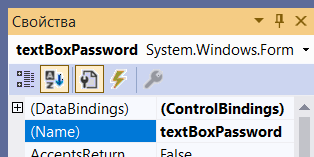 Свойства
textBoxPassword System.Windows.Form
(DataBindings) (ControlBindings)
(Name) textBoxPassword
AcceptsReturn False